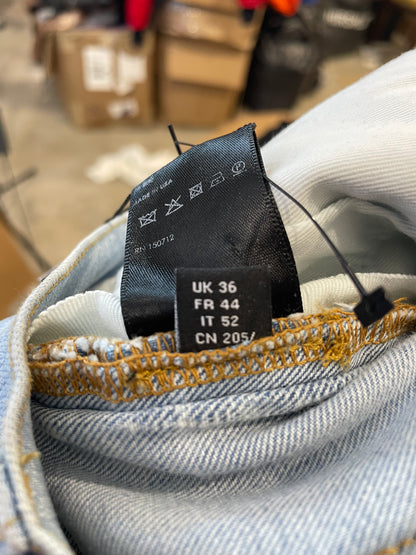 MADE IN USA
RN 150712
UK 36
FR 44
IT 52
CN 205/